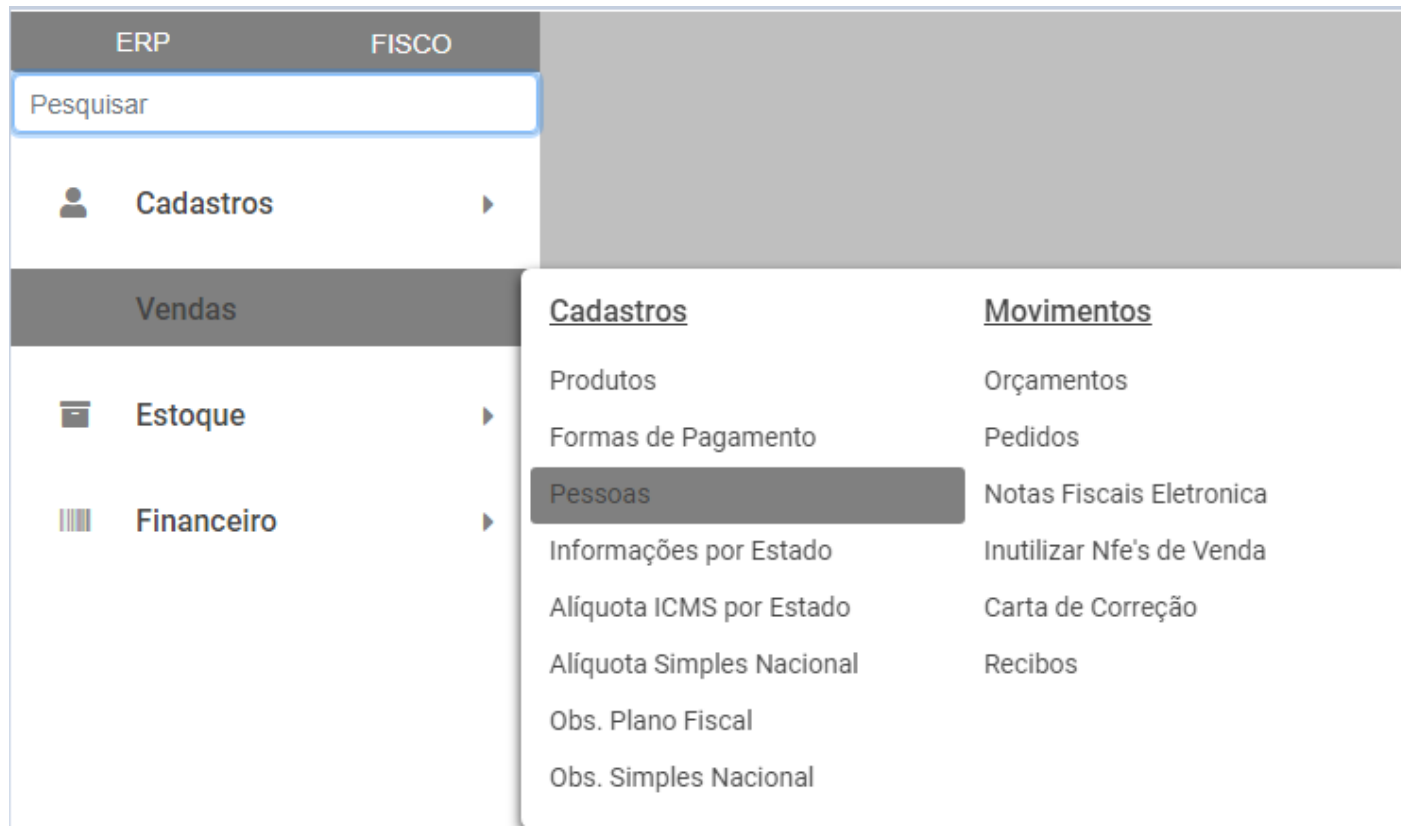 ERP FISCO
Pesquisar
Cadastros
Vendas
Estoque
Financeiro
Cadastros
Produtos
Formas de Pagamento
Pessoas
Informações por Estado
Alíquota ICMS por Estado
Alíquota Simples Nacional
Obs. Plano Fiscal
Obs. Simples Nacional
Movimentos
Orçamentos
Pedidos
Notas Fiscais Eletronica
Inutilizar Nfe's de Venda
Carta de Correção
Recibos